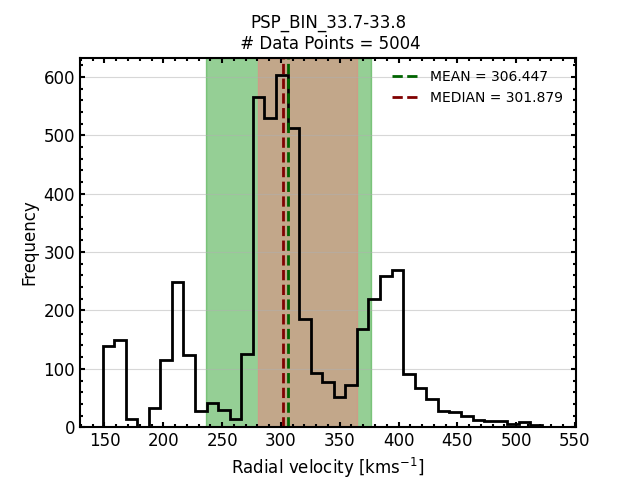 PSP_BIN_33.7-33.8
# Data Points = 5004
MEAN = 306.447
MEDIAN = 301.879
Frequency
600
500
400
300
200
100
0
150 200 250 300 350 400 450 500 550
Radial velocity [kms⁻¹]